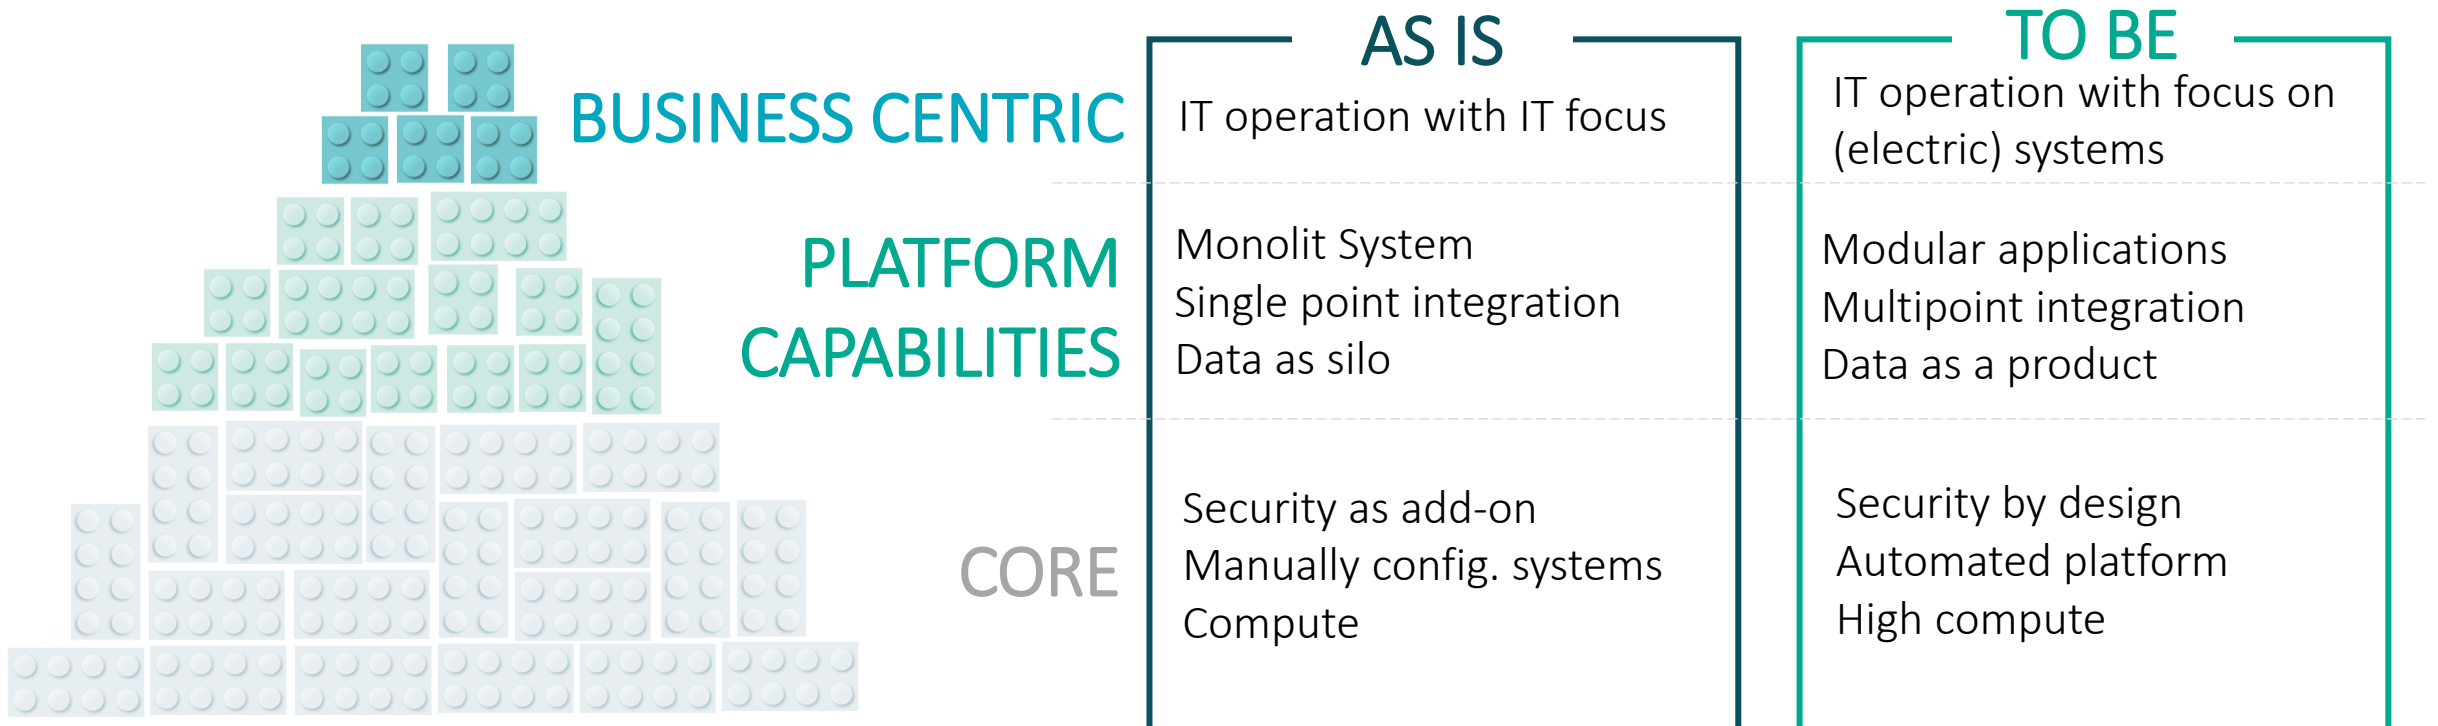 AS IS
TO BE
BUSINESS CENTRIC
IT operation with IT focus
IT operation with focus on
(electric) systems
PLATFORM
CAPABILITIES
Monolit System
Single point integration
Data as silo
Modular applications
Multipoint integration
Data as a product
CORE
Security as add-on
Manually config. systems
Compute
Security by design
Automated platform
High compute